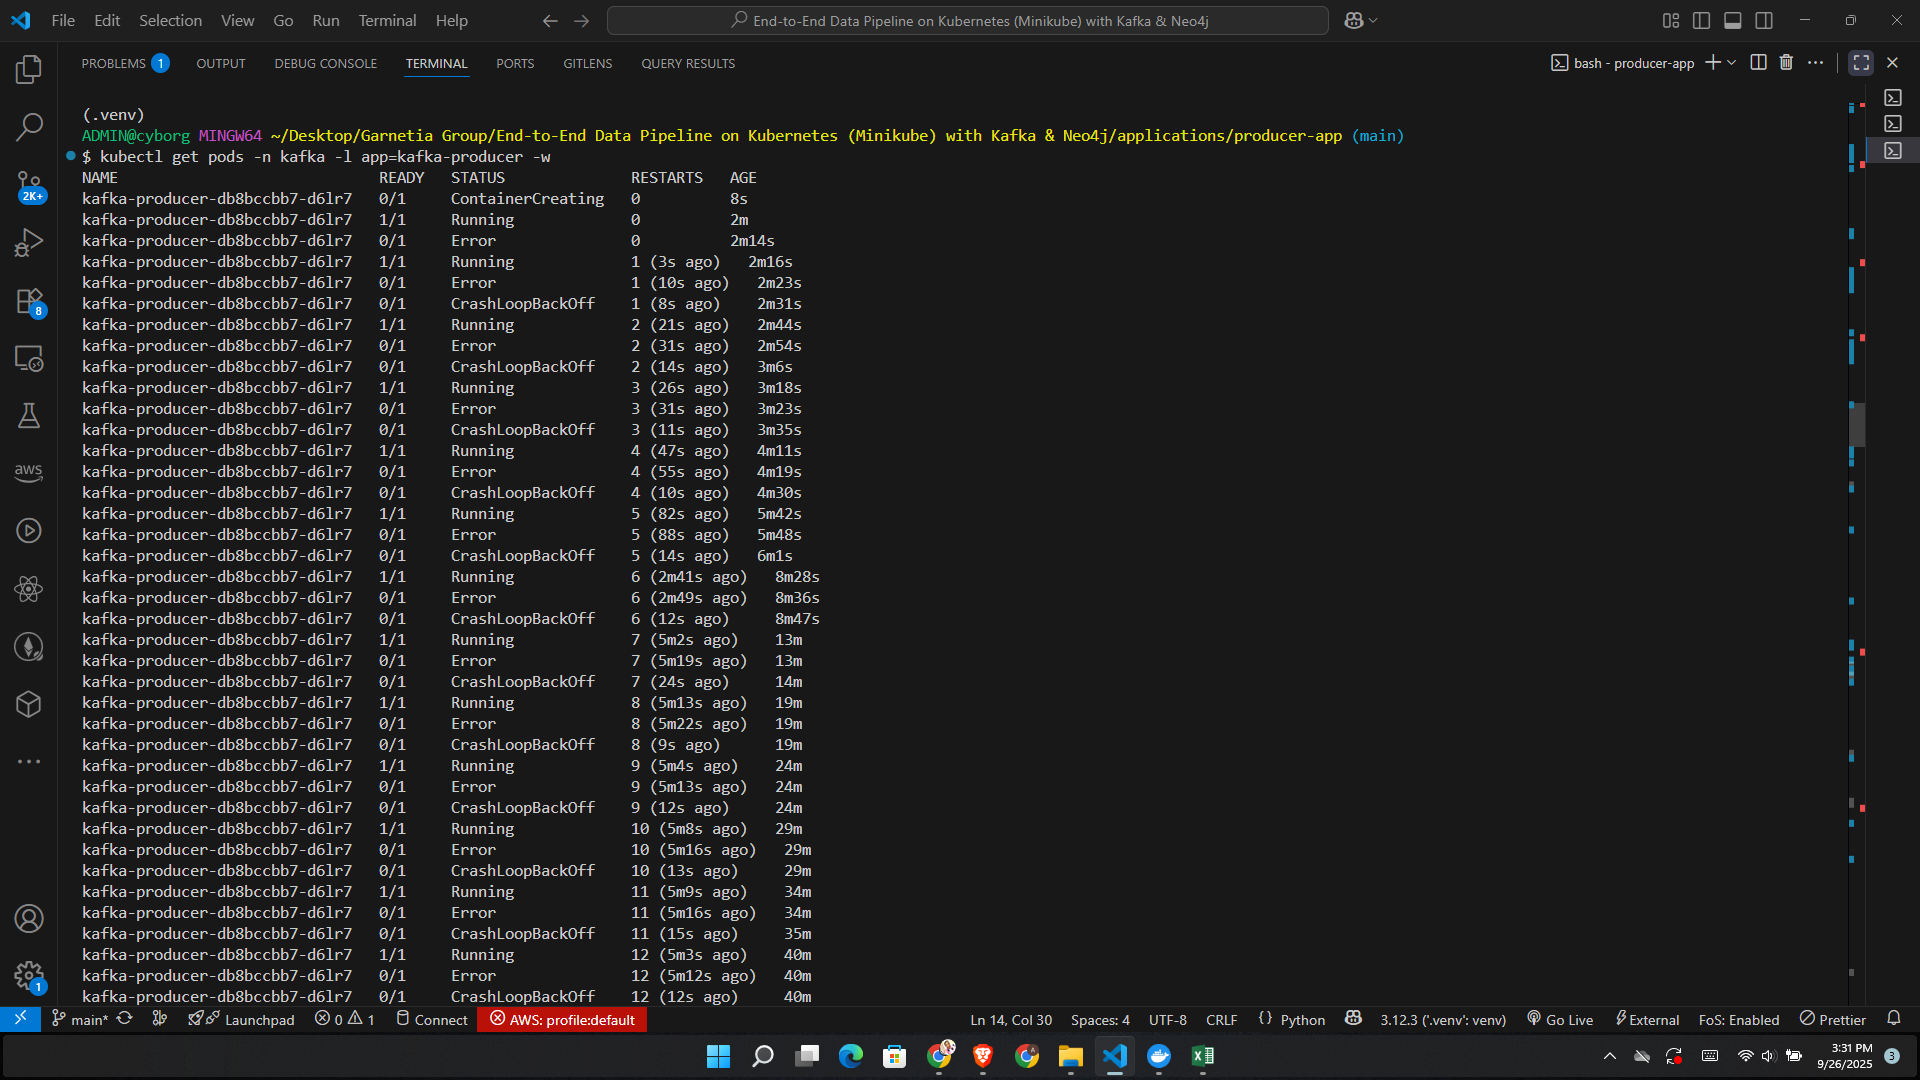 File Edit Selection View Go Run Terminal Help
End-to-End Data Pipeline on Kubernetes (Minikube) with Kafka & Neo4j
PROBLEMS 1 OUTPUT DEBUG CONSOLE TERMINAL PORTS GITLENS QUERY RESULTS
bash - producer-app
(.venv)
ADMIN@cyborg MINGW64 ~/Desktop/Garnetia Group/End-to-End Data Pipeline on Kubernetes (Minikube) with Kafka & Neo4j/applications/producer-app (main)
$ kubectl get pods -n kafka -l app=kafka-producer -w
NAME READY STATUS RESTARTS AGE
kafka-producer-db8bccbb7-d6lr7 0/1 ContainerCreating 0 8s
kafka-producer-db8bccbb7-d6lr7 1/1 Running 0 2m
kafka-producer-db8bccbb7-d6lr7 0/1 Error 0 2m14s
kafka-producer-db8bccbb7-d6lr7 1/1 Running 1 (3s ago) 2m16s
kafka-producer-db8bccbb7-d6lr7 0/1 Error 1 (10s ago) 2m23s
kafka-producer-db8bccbb7-d6lr7 0/1 CrashLoopBackOff 1 (8s ago) 2m31s
kafka-producer-db8bccbb7-d6lr7 1/1 Running 2 (21s ago) 2m44s
kafka-producer-db8bccbb7-d6lr7 0/1 Error 2 (31s ago) 2m54s
kafka-producer-db8bccbb7-d6lr7 0/1 CrashLoopBackOff 2 (14s ago) 3m6s
kafka-producer-db8bccbb7-d6lr7 1/1 Running 3 (26s ago) 3m18s
kafka-producer-db8bccbb7-d6lr7 0/1 Error 3 (31s ago) 3m23s
kafka-producer-db8bccbb7-d6lr7 0/1 CrashLoopBackOff 3 (11s ago) 3m35s
kafka-producer-db8bccbb7-d6lr7 1/1 Running 4 (47s ago) 4m11s
kafka-producer-db8bccbb7-d6lr7 0/1 Error 4 (55s ago) 4m19s
kafka-producer-db8bccbb7-d6lr7 0/1 CrashLoopBackOff 4 (10s ago) 4m30s
kafka-producer-db8bccbb7-d6lr7 1/1 Running 5 (82s ago) 5m42s
kafka-producer-db8bccbb7-d6lr7 0/1 Error 5 (88s ago) 5m48s
kafka-producer-db8bccbb7-d6lr7 0/1 CrashLoopBackOff 5 (14s ago) 6m1s
kafka-producer-db8bccbb7-d6lr7 1/1 Running 6 (2m41s ago) 8m28s
kafka-producer-db8bccbb7-d6lr7 0/1 Error 6 (2m49s ago) 8m36s
kafka-producer-db8bccbb7-d6lr7 0/1 CrashLoopBackOff 6 (12s ago) 8m47s
kafka-producer-db8bccbb7-d6lr7 1/1 Running 7 (5m2s ago) 13m
kafka-producer-db8bccbb7-d6lr7 0/1 Error 7 (5m19s ago) 13m
kafka-producer-db8bccbb7-d6lr7 0/1 CrashLoopBackOff 7 (24s ago) 14m
kafka-producer-db8bccbb7-d6lr7 1/1 Running 8 (5m13s ago) 19m
kafka-producer-db8bccbb7-d6lr7 0/1 Error 8 (5m22s ago) 19m
kafka-producer-db8bccbb7-d6lr7 0/1 CrashLoopBackOff 8 (9s ago) 19m
kafka-producer-db8bccbb7-d6lr7 1/1 Running 9 (5m4s ago) 24m
kafka-producer-db8bccbb7-d6lr7 0/1 Error 9 (5m13s ago) 24m
kafka-producer-db8bccbb7-d6lr7 0/1 CrashLoopBackOff 9 (12s ago) 24m
kafka-producer-db8bccbb7-d6lr7 1/1 Running 10 (5m8s ago) 29m
kafka-producer-db8bccbb7-d6lr7 0/1 Error 10 (5m16s ago) 29m
kafka-producer-db8bccbb7-d6lr7 0/1 CrashLoopBackOff 10 (13s ago) 29m
kafka-producer-db8bccbb7-d6lr7 1/1 Running 11 (5m9s ago) 34m
kafka-producer-db8bccbb7-d6lr7 0/1 Error 11 (5m16s ago) 34m
kafka-producer-db8bccbb7-d6lr7 0/1 CrashLoopBackOff 11 (15s ago) 35m
kafka-producer-db8bccbb7-d6lr7 1/1 Running 12 (5m3s ago) 40m
kafka-producer-db8bccbb7-d6lr7 0/1 Error 12 (5m12s ago) 40m
kafka-producer-db8bccbb7-d6lr7 0/1 CrashLoopBackOff 12 (12s ago) 40m
2K+
8
aws
1
main* Launchpad 0 1 Connect AWS: profile:default Ln 14, Col 30 Spaces: 4 UTF-8 CRLF {} Python 3.12.3 ('.venv': venv) Go Live External FoS: Enabled Prettier
3:31 PM
9/26/2025
3